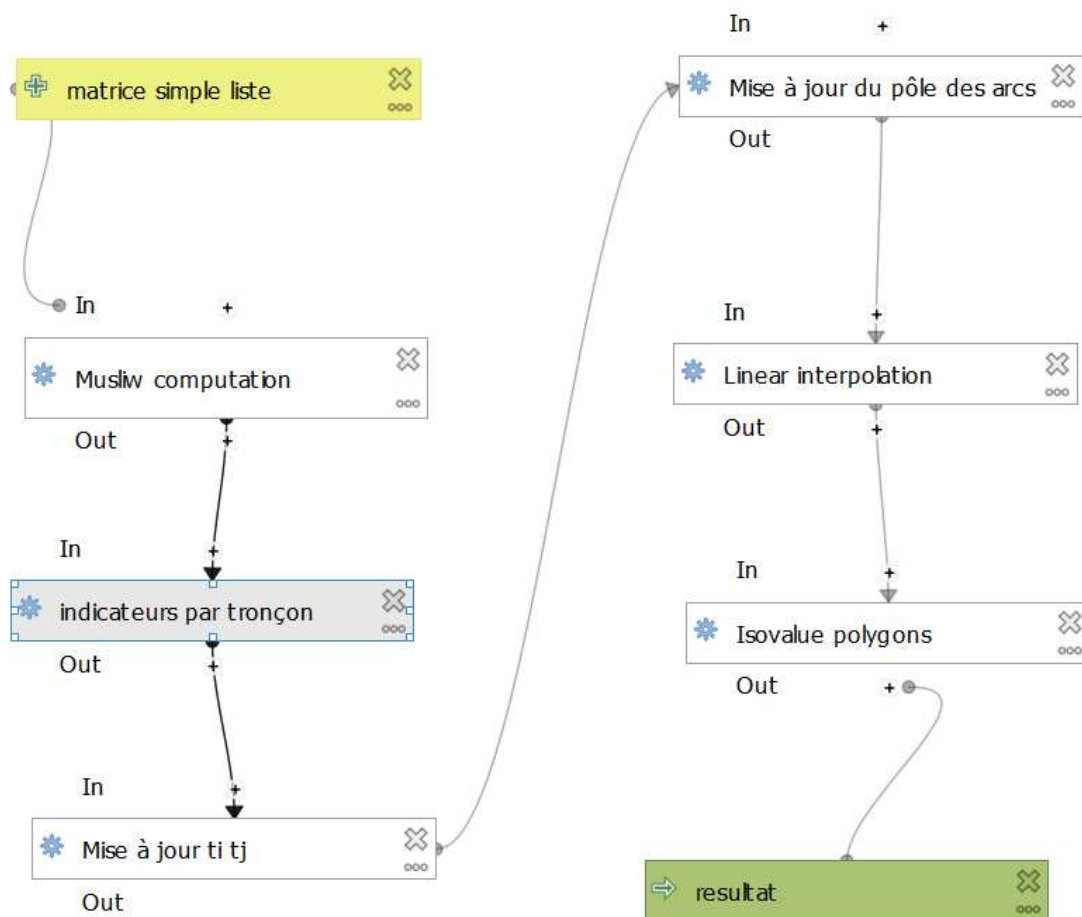 matrice simple liste
In
Musliw computation
Out
In
indicateurs par tronçon
Out
In
Mise à jour ti tj
Out
In
Mise à jour du pôle des arcs
Out
In
Linear interpolation
Out
In
Isovalue polygons
Out
resultat